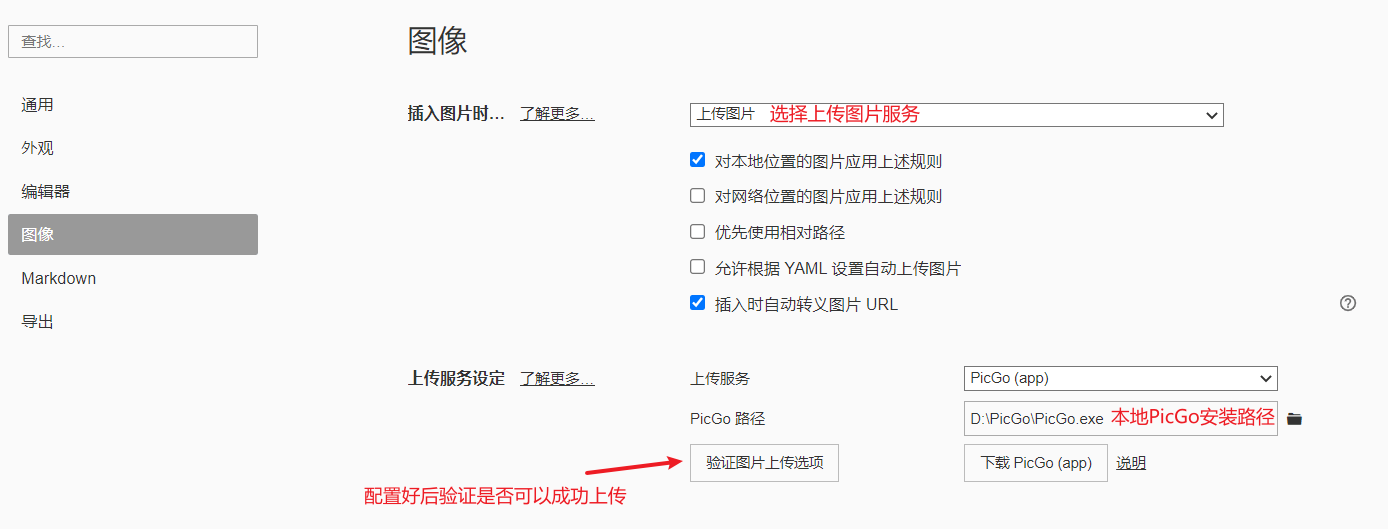 查找...
通用
外观
编辑器
图像
Markdown
导出
图像
插入图片时... 了解更多... 上传图片 选择上传图片服务
对本地位置的图片应用上述规则
对网络位置的图片应用上述规则
优先使用相对路径
允许根据 YAML 设置自动上传图片
插入时自动转义图片 URL
上传服务设定 了解更多... 上传服务 PicGo (app)
PicGo 路径 D:\PicGo\PicGo.exe 本地PicGo安装路径
验证图片上传选项 下载 PicGo (app) 说明
配置好后验证是否可以成功上传